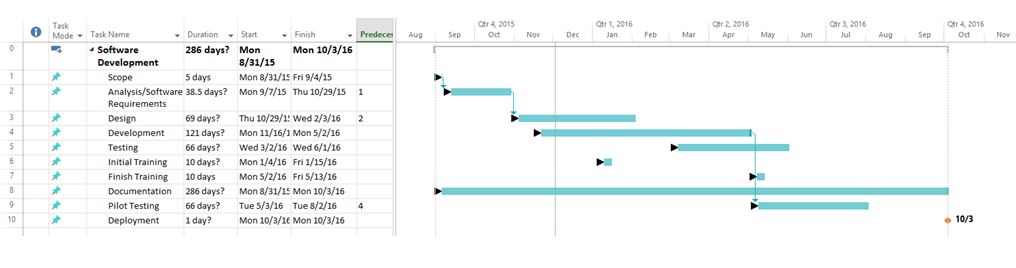 Task Mode Task Name Duration Start Finish Predeces
Qtr 4, 2015 Qtr 1, 2016 Qtr 2, 2016 Qtr 3, 2016 Qtr 4, 2016
Aug Sep Oct Nov Dec Jan Feb Mar Apr May Jun Jul Aug Sep Oct Nov
0 Software Development 286 days? Mon 8/31/15 Mon 10/3/16
1 Scope 5 days Mon 8/31/15 Fri 9/4/15
2 Analysis/Software Requirements 38.5 days? Mon 9/7/15 Thu 10/29/15 1
3 Design 69 days? Thu 10/29/15 Wed 2/3/16 2
4 Development 121 days? Mon 11/16/1 Mon 5/2/16
5 Testing 66 days? Wed 3/2/16 Wed 6/1/16
6 Initial Training 10 days? Mon 1/4/16 Fri 1/15/16
7 Finish Training 10 days Mon 5/2/16 Fri 5/13/16
8 Documentation 286 days? Mon 8/31/15 Mon 10/3/16
9 Pilot Testing 66 days? Tue 5/3/16 Tue 8/2/16 4
10 Deployment 1 day? Mon 10/3/16 Mon 10/3/16
10/3